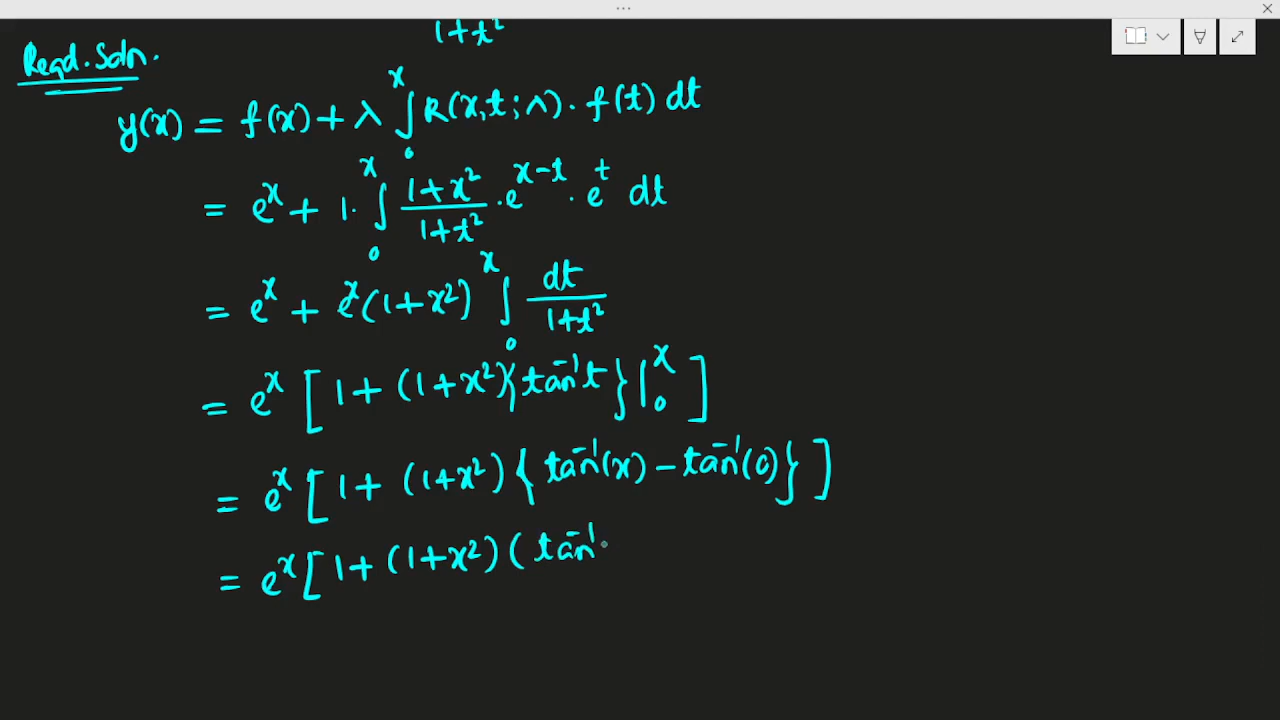 1+t²
Reqd. Soln.
y(x) = f(x) + λ ∫₀ˣ R(x,t;λ). f(t) dt
= eˣ + 1. ∫₀ˣ (1+x²)/(1+t²) . eˣ⁻ᵗ . eᵗ dt
= eˣ + eˣ(1+x²) ∫₀ˣ dt/(1+t²)
= eˣ [ 1 + (1+x²){tan⁻¹t}|₀ˣ ]
= eˣ [ 1 + (1+x²) { tan⁻¹(x) – tan⁻¹(0)} ]
= eˣ [ 1 + (1+x²) ( tan⁻¹